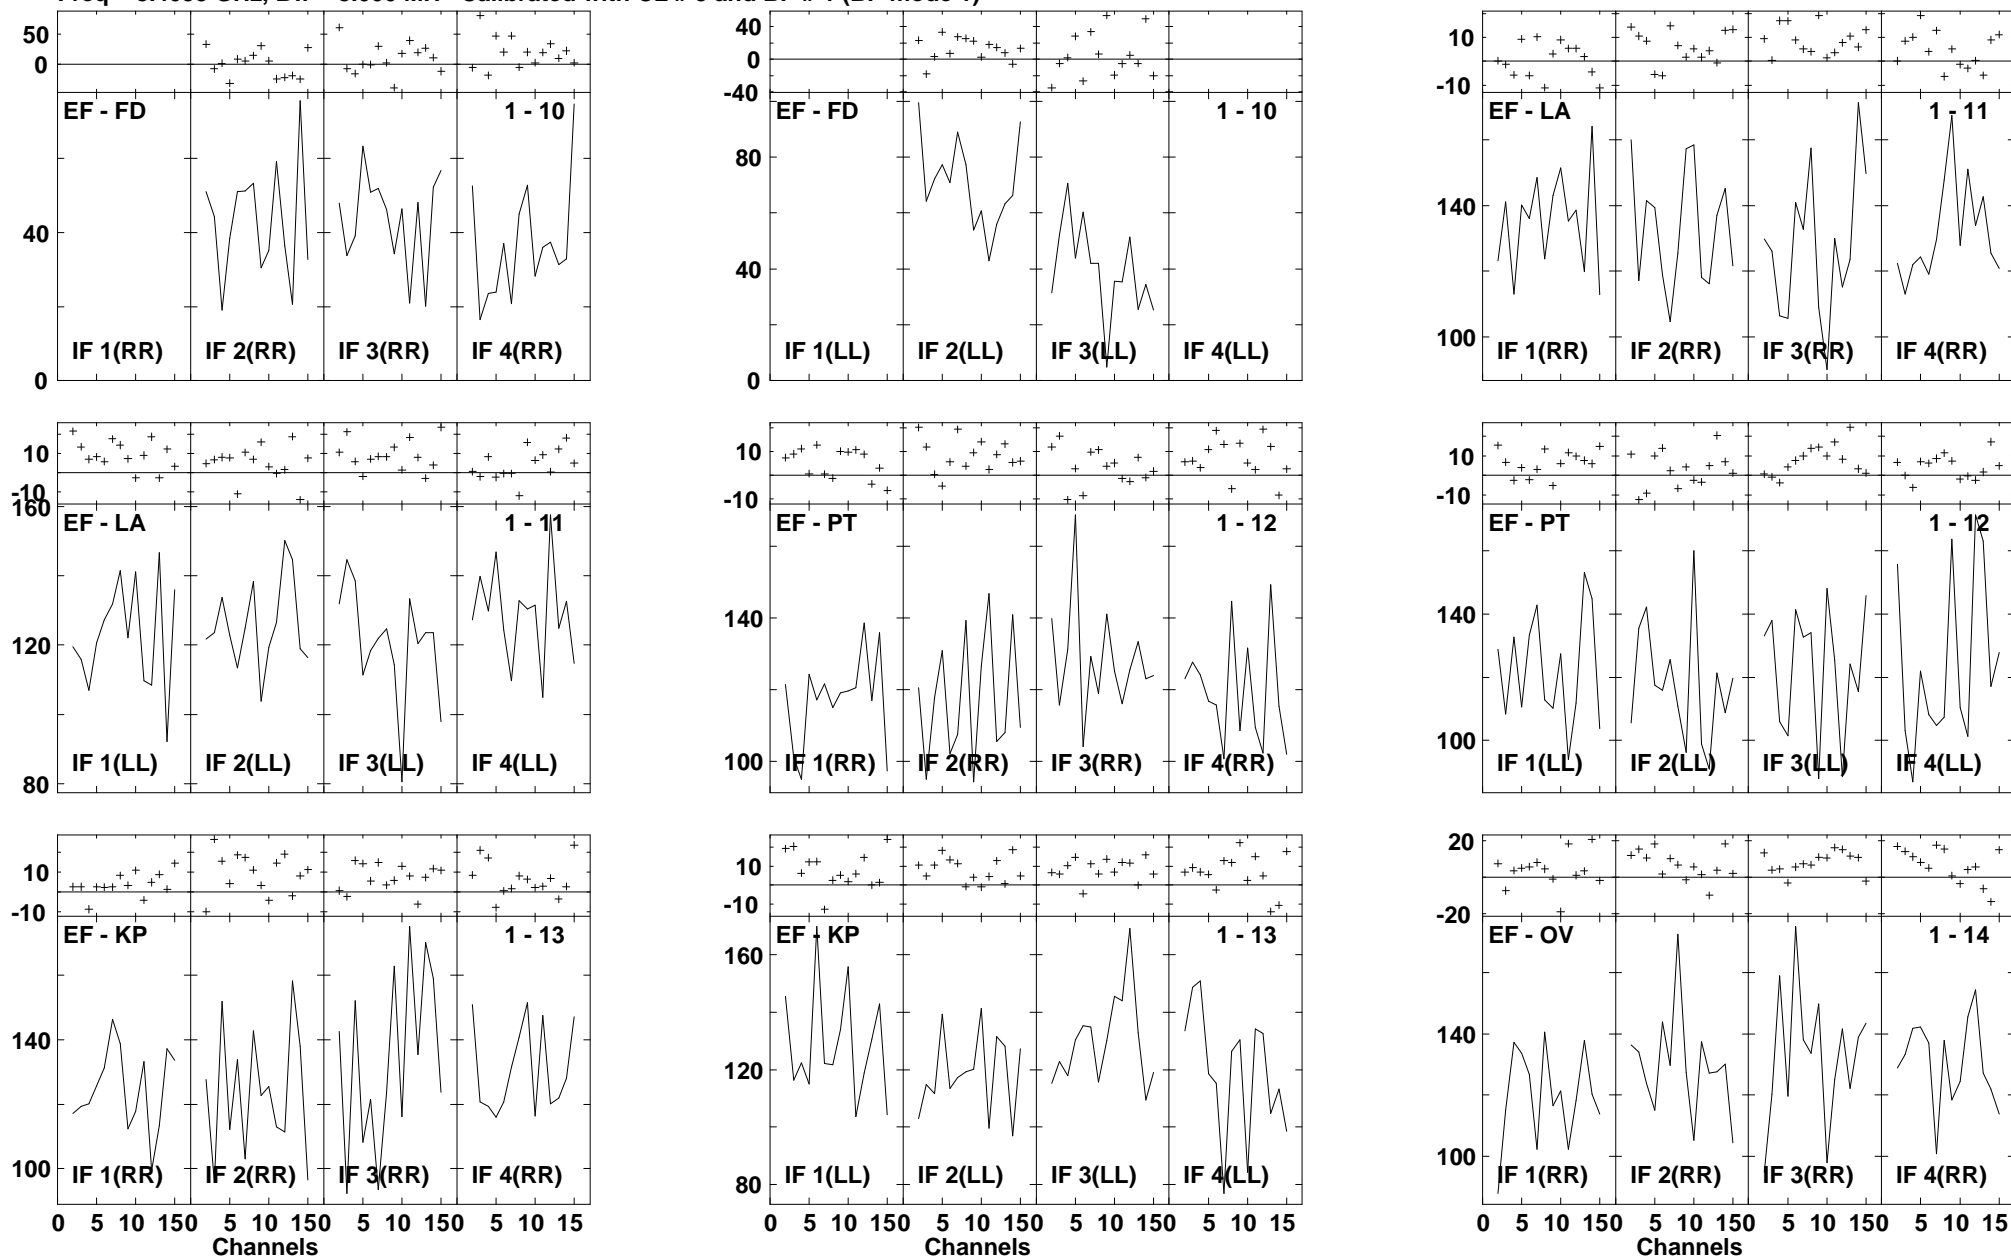 50
0
EF - FD
1 - 10
40
0
IF 1(RR)
IF 2(RR)
IF 3(RR)
IF 4(RR)
40
0
-40
EF - FD
1 - 10
80
40
0
IF 1(LL)
IF 2(LL)
IF 3(LL)
IF 4(LL)
10
-10
EF - LA
1 - 11
140
100
IF 1(RR)
IF 2(RR)
IF 3(RR)
IF 4(RR)
10
-10
160
EF - LA
1 - 11
120
80
IF 1(LL)
IF 2(LL)
IF 3(LL)
IF 4(LL)
10
-10
EF - PT
1 - 12
140
100
IF 1(RR)
IF 2(RR)
IF 3(RR)
IF 4(RR)
10
-10
EF - PT
1 - 12
140
100
IF 1(LL)
IF 2(LL)
IF 3(LL)
IF 4(LL)
10
-10
EF - KP
1 - 13
140
100
IF 1(RR)
IF 2(RR)
IF 3(RR)
IF 4(RR)
0 5 10 150 5 10 150 5 10 150 5 10 15
Channels
10
-10
EF - KP
1 - 13
160
120
80
IF 1(LL)
IF 2(LL)
IF 3(LL)
IF 4(LL)
0 5 10 150 5 10 150 5 10 150 5 10 15
Channels
20
0
-20
EF - OV
1 - 14
140
100
IF 1(RR)
IF 2(RR)
IF 3(RR)
IF 4(RR)
0 5 10 150 5 10 150 5 10 150 5 10 15
Channels